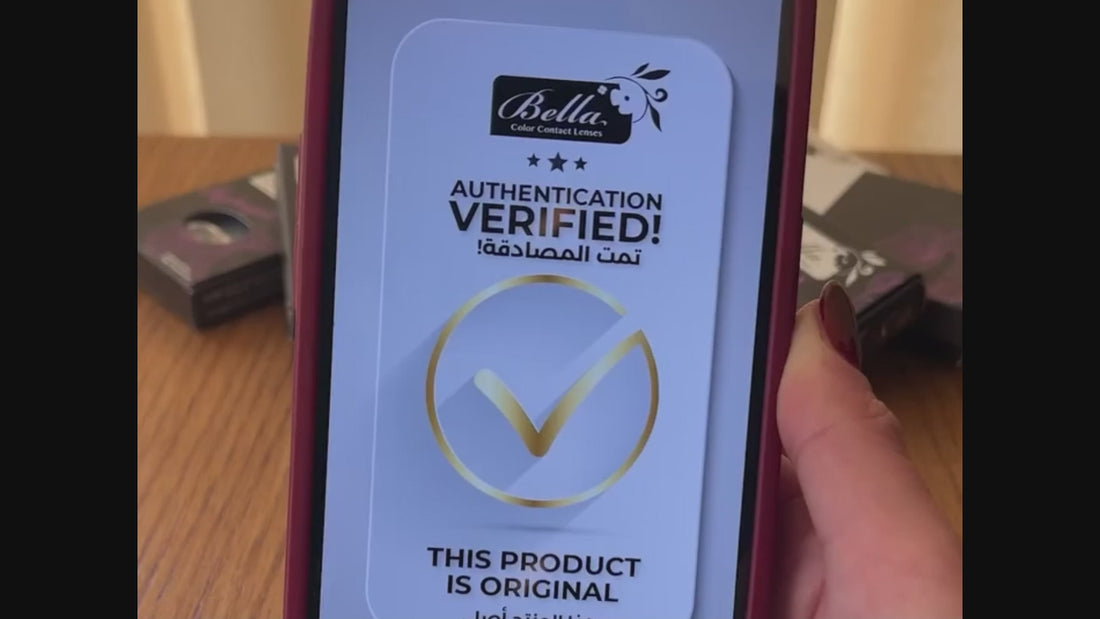 Bella
Color Contact Lenses
AUTHENTICATION
VERIFIED!
تمت المصادقة!
THIS PRODUCT
IS ORIGINAL